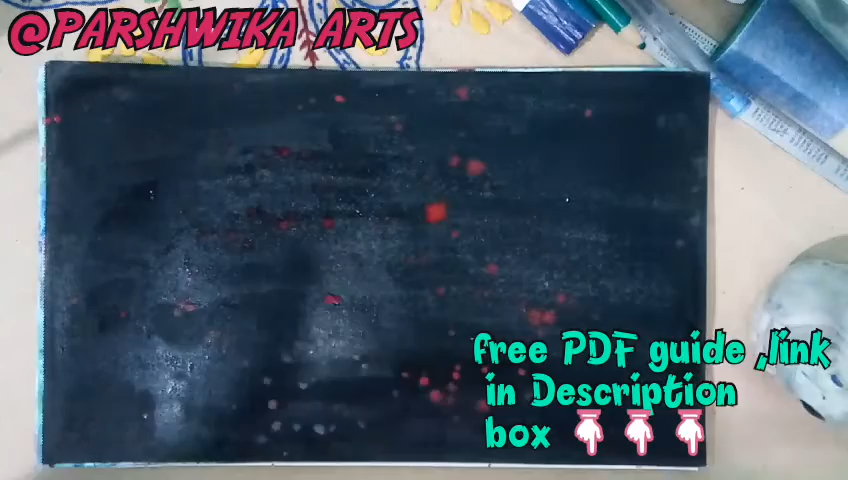 @PARSHWIKA ARTS
free PDF guide ,link
in Description
box 👇👇👇